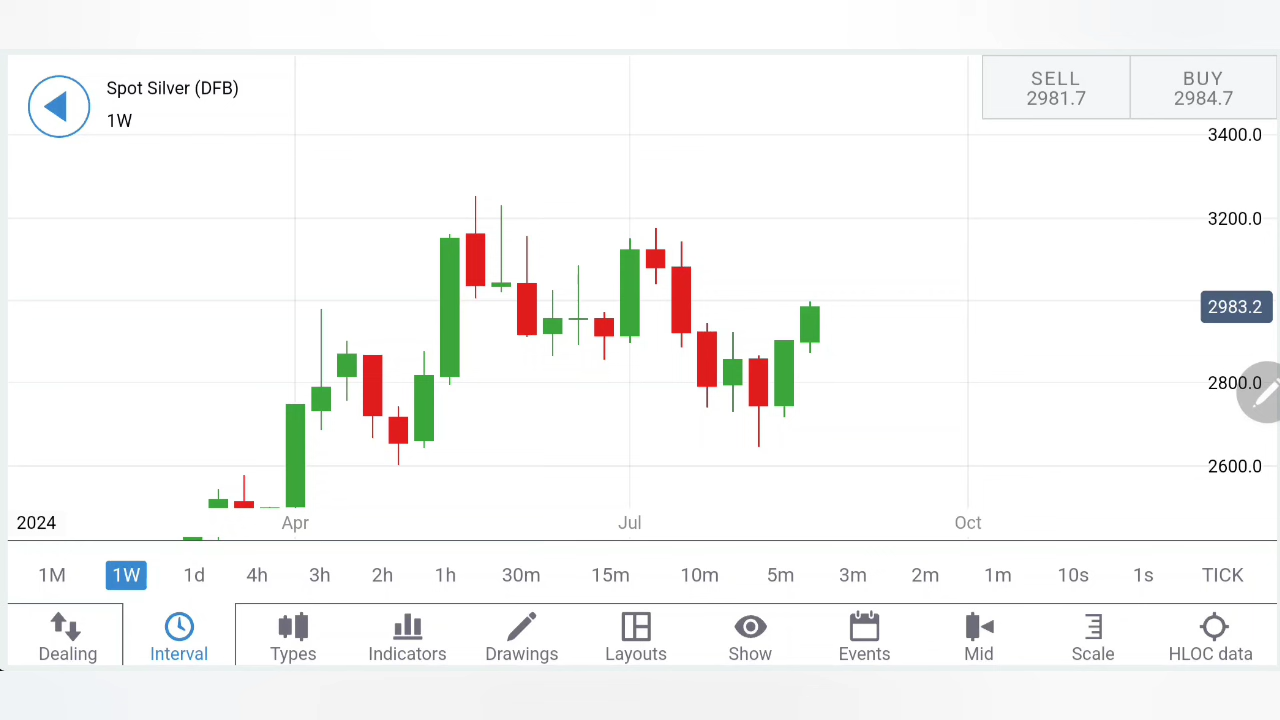 Spot Silver (DFB)
1W
SELL
2981.7
BUY
2984.7
3400.0
3200.0
2983.2
2800.0
2600.0
2024
Apr
Jul
Oct
1M 1W 1d 4h 3h 2h 1h 30m 15m 10m 5m 3m 2m 1m 10s 1s TICK
Dealing Interval Types Indicators Drawings Layouts Show Events Mid Scale HLOC data